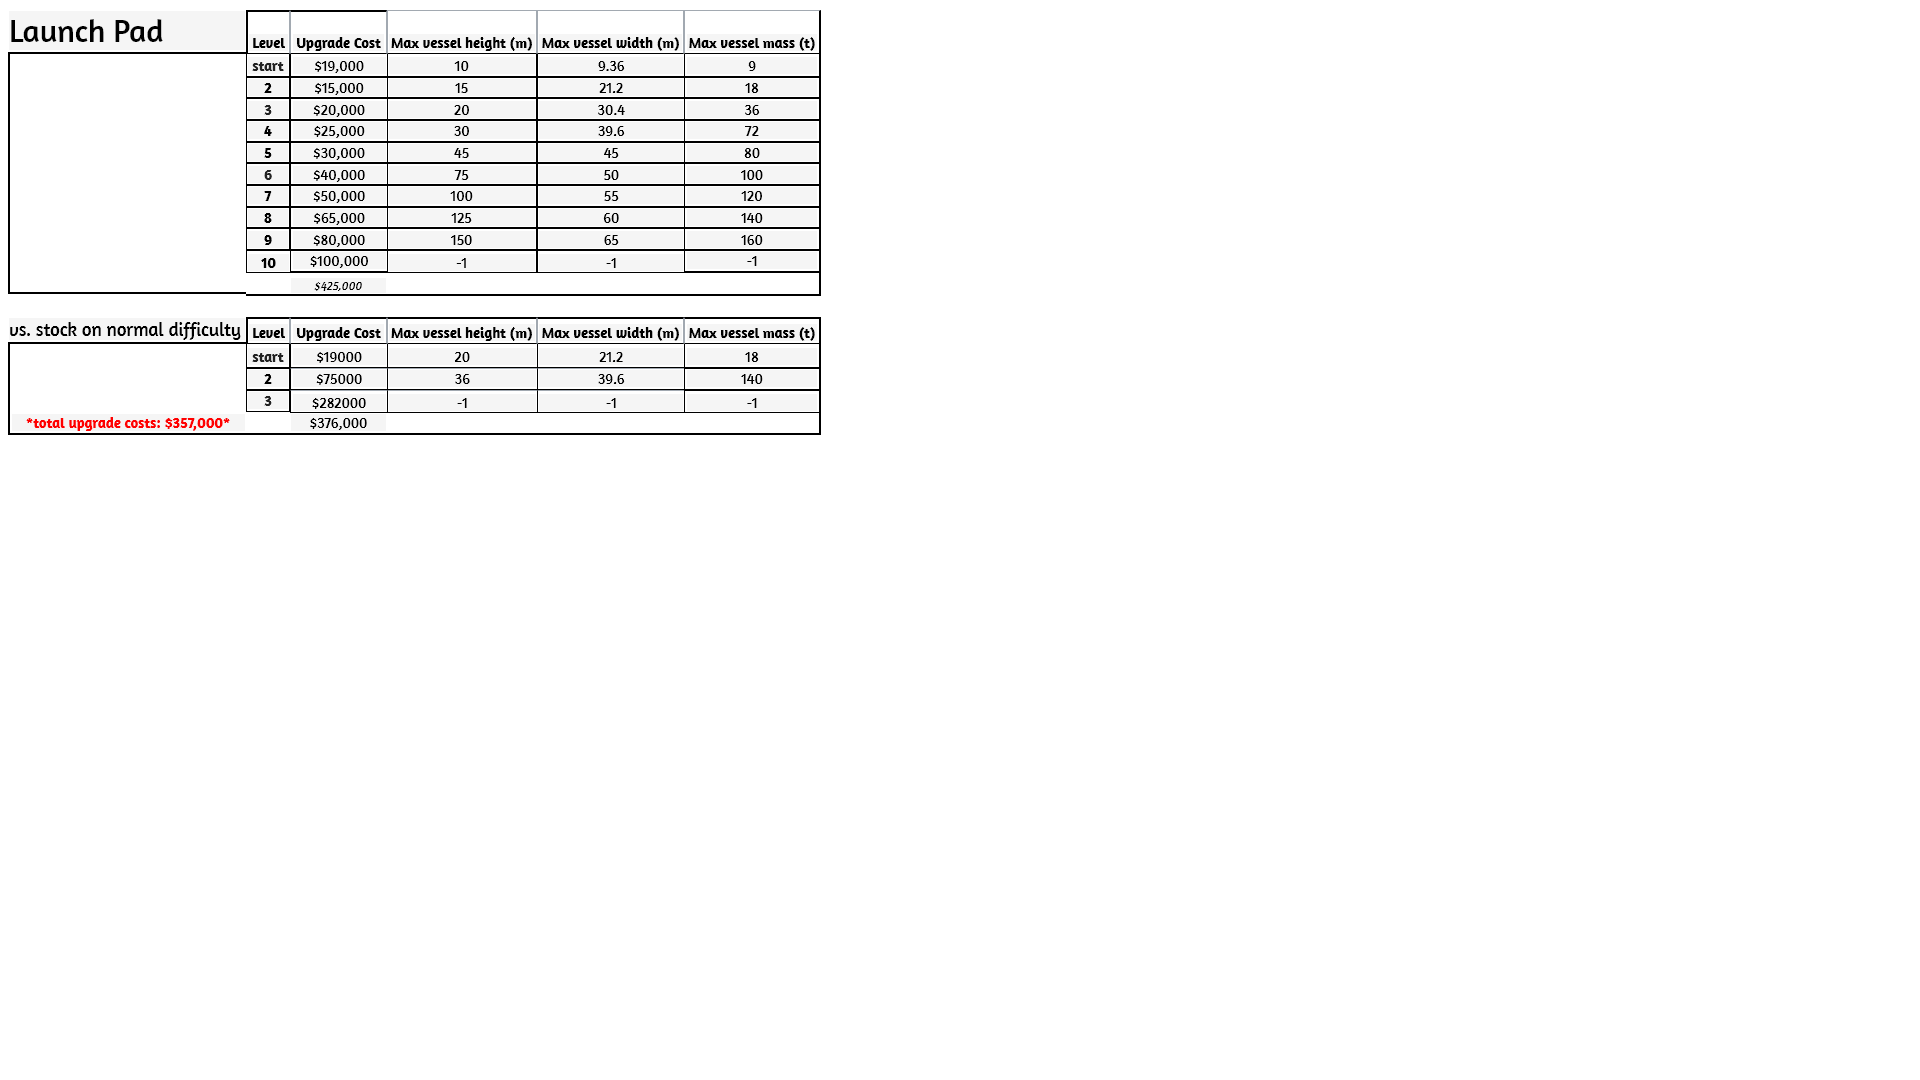 Launch Pad
Level Upgrade Cost Max vessel height (m) Max vessel width (m) Max vessel mass (t)
start $19,000 10 9.36 9
2 $15,000 15 21.2 18
3 $20,000 20 30.4 36
4 $25,000 30 39.6 72
5 $30,000 45 45 80
6 $40,000 75 50 100
7 $50,000 100 55 120
8 $65,000 125 60 140
9 $80,000 150 65 160
10 $100,000 -1 -1 -1
$425,000
vs. stock on normal difficulty Level Upgrade Cost Max vessel height (m) Max vessel width (m) Max vessel mass (t)
start $19000 20 21.2 18
2 $75000 36 39.6 140
3 $282000 -1 -1 -1
*total upgrade costs: $357,000* $376,000